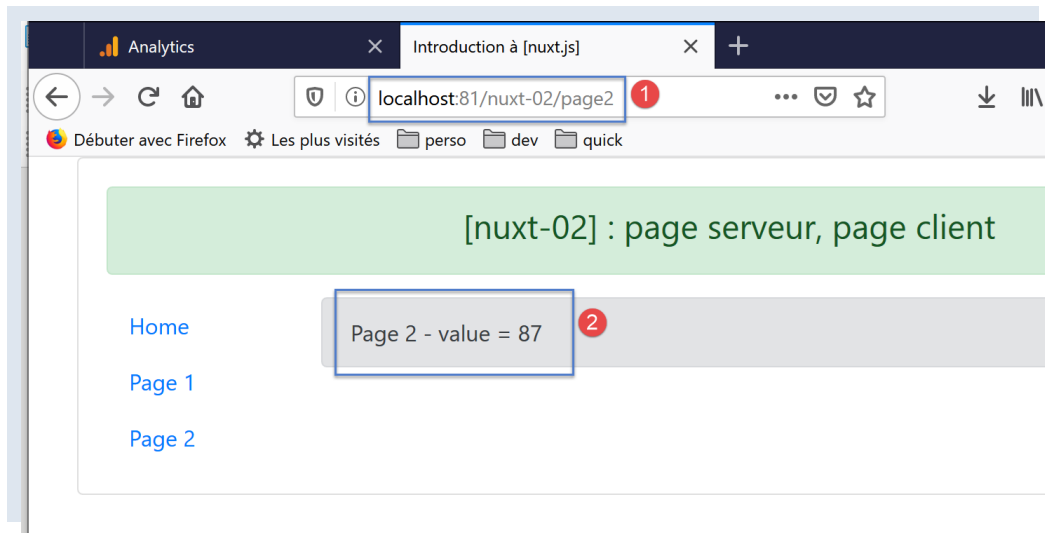 Analytics
Introduction à [nuxt.js]
localhost:81/nuxt-02/page2
1
Débuter avec Firefox Les plus visités perso dev quick
[nuxt-02] : page serveur, page client
Home
Page 2 - value = 87
2
Page 1
Page 2